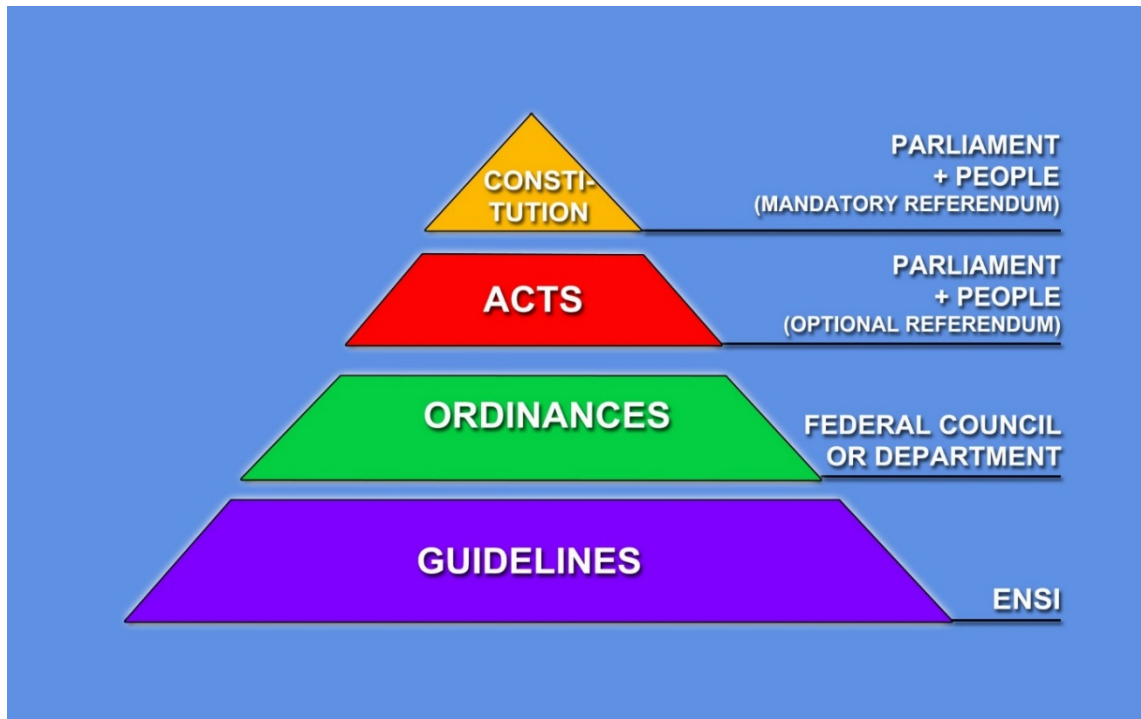 CONSTI-
TUTION
PARLIAMENT
+ PEOPLE
(MANDATORY REFERENDUM)
ACTS
PARLIAMENT
+ PEOPLE
(OPTIONAL REFERENDUM)
ORDINANCES
FEDERAL COUNCIL
OR DEPARTMENT
GUIDELINES
ENSI